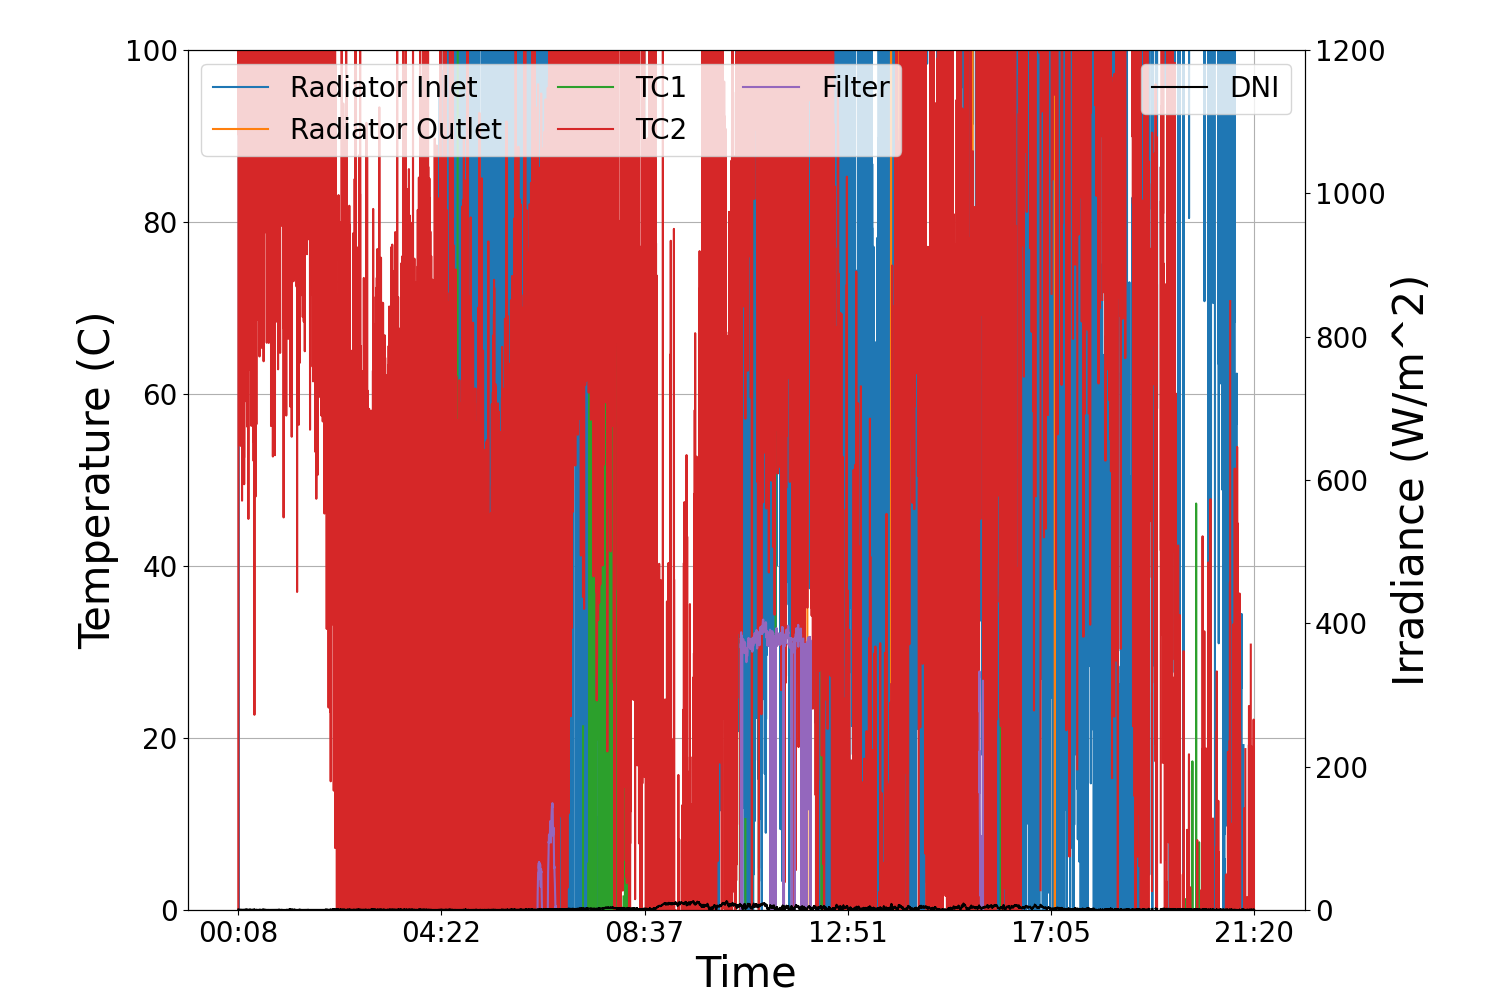 100
80
60
40
20
0
Temperature (C)
Radiator Inlet
Radiator Outlet
TC1
TC2
Filter
DNI
1200
1000
800
600
400
200
0
Irradiance (W/m^2)
00:08
04:22
08:37
12:51
17:05
21:20
Time